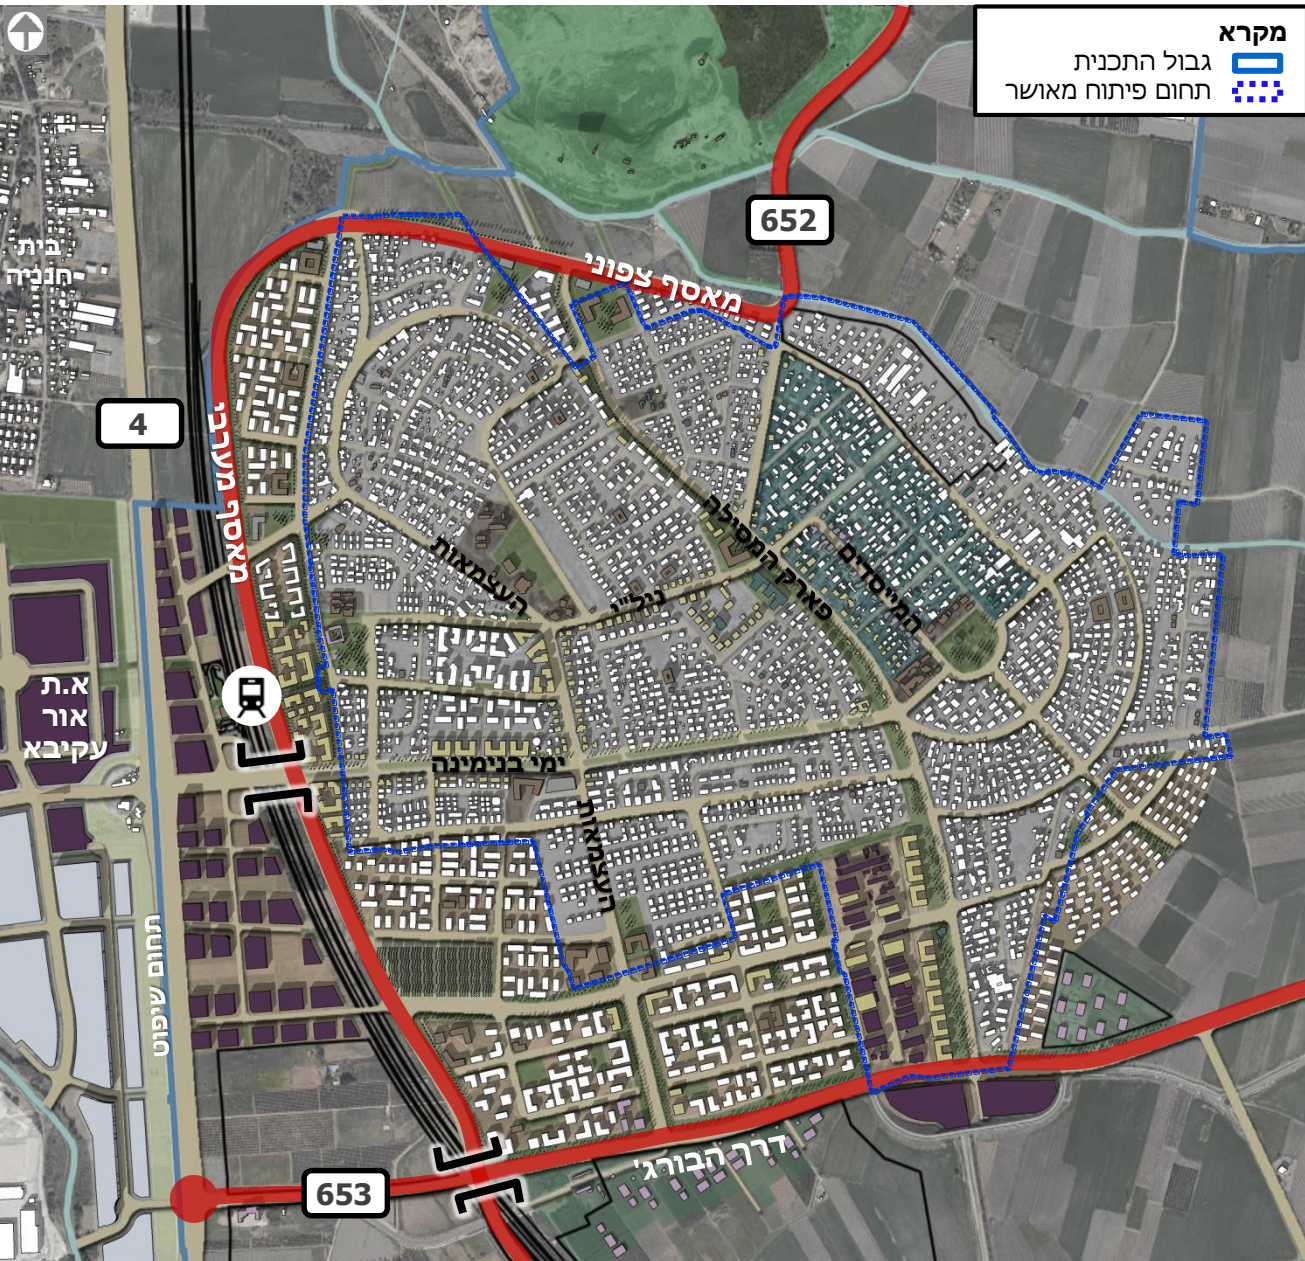 מקרא
גבול התכנית
תחום פיתוח מאושר
652
בית
חנניה
מאסף צפוני
4
מאסף מערבי
פארק המסילה
המייסדים
העצמאות
נילי"י
א.ת
אור
עקיבא
ימי בנימינה
העצמאות
תחום שיפוט
דרך הבורג'
653